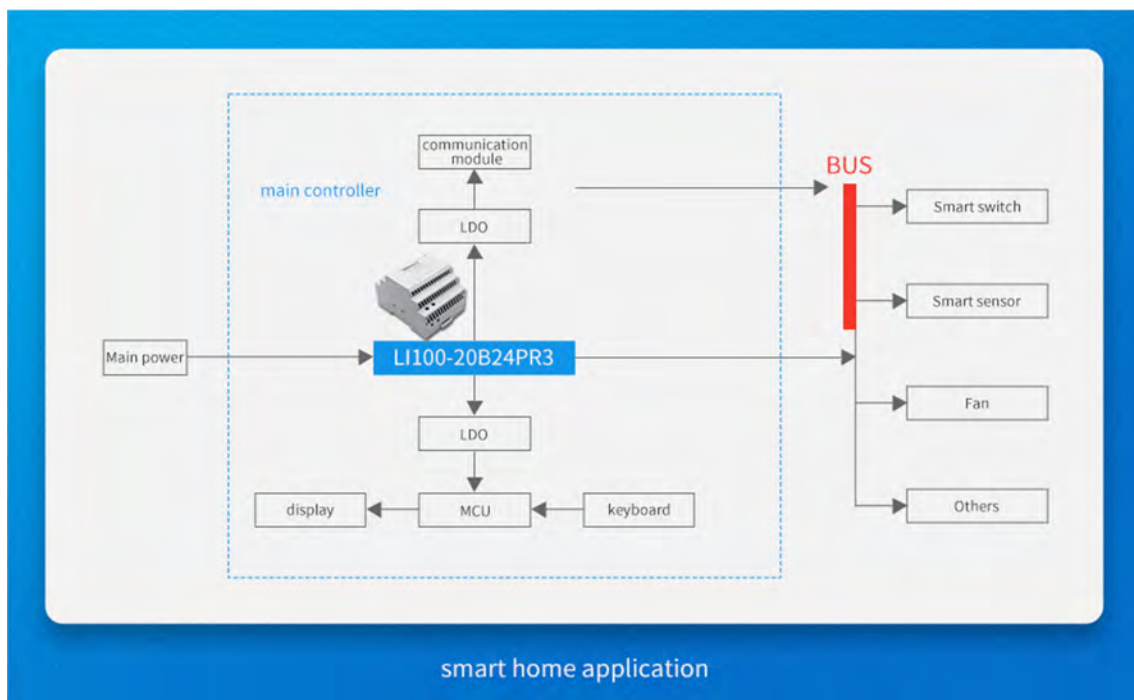 communication
module
BUS
main controller
Smart switch
LDO
Smart sensor
Main power
LI100-20B24PR3
Fan
LDO
display
MCU
keyboard
Others
smart home application